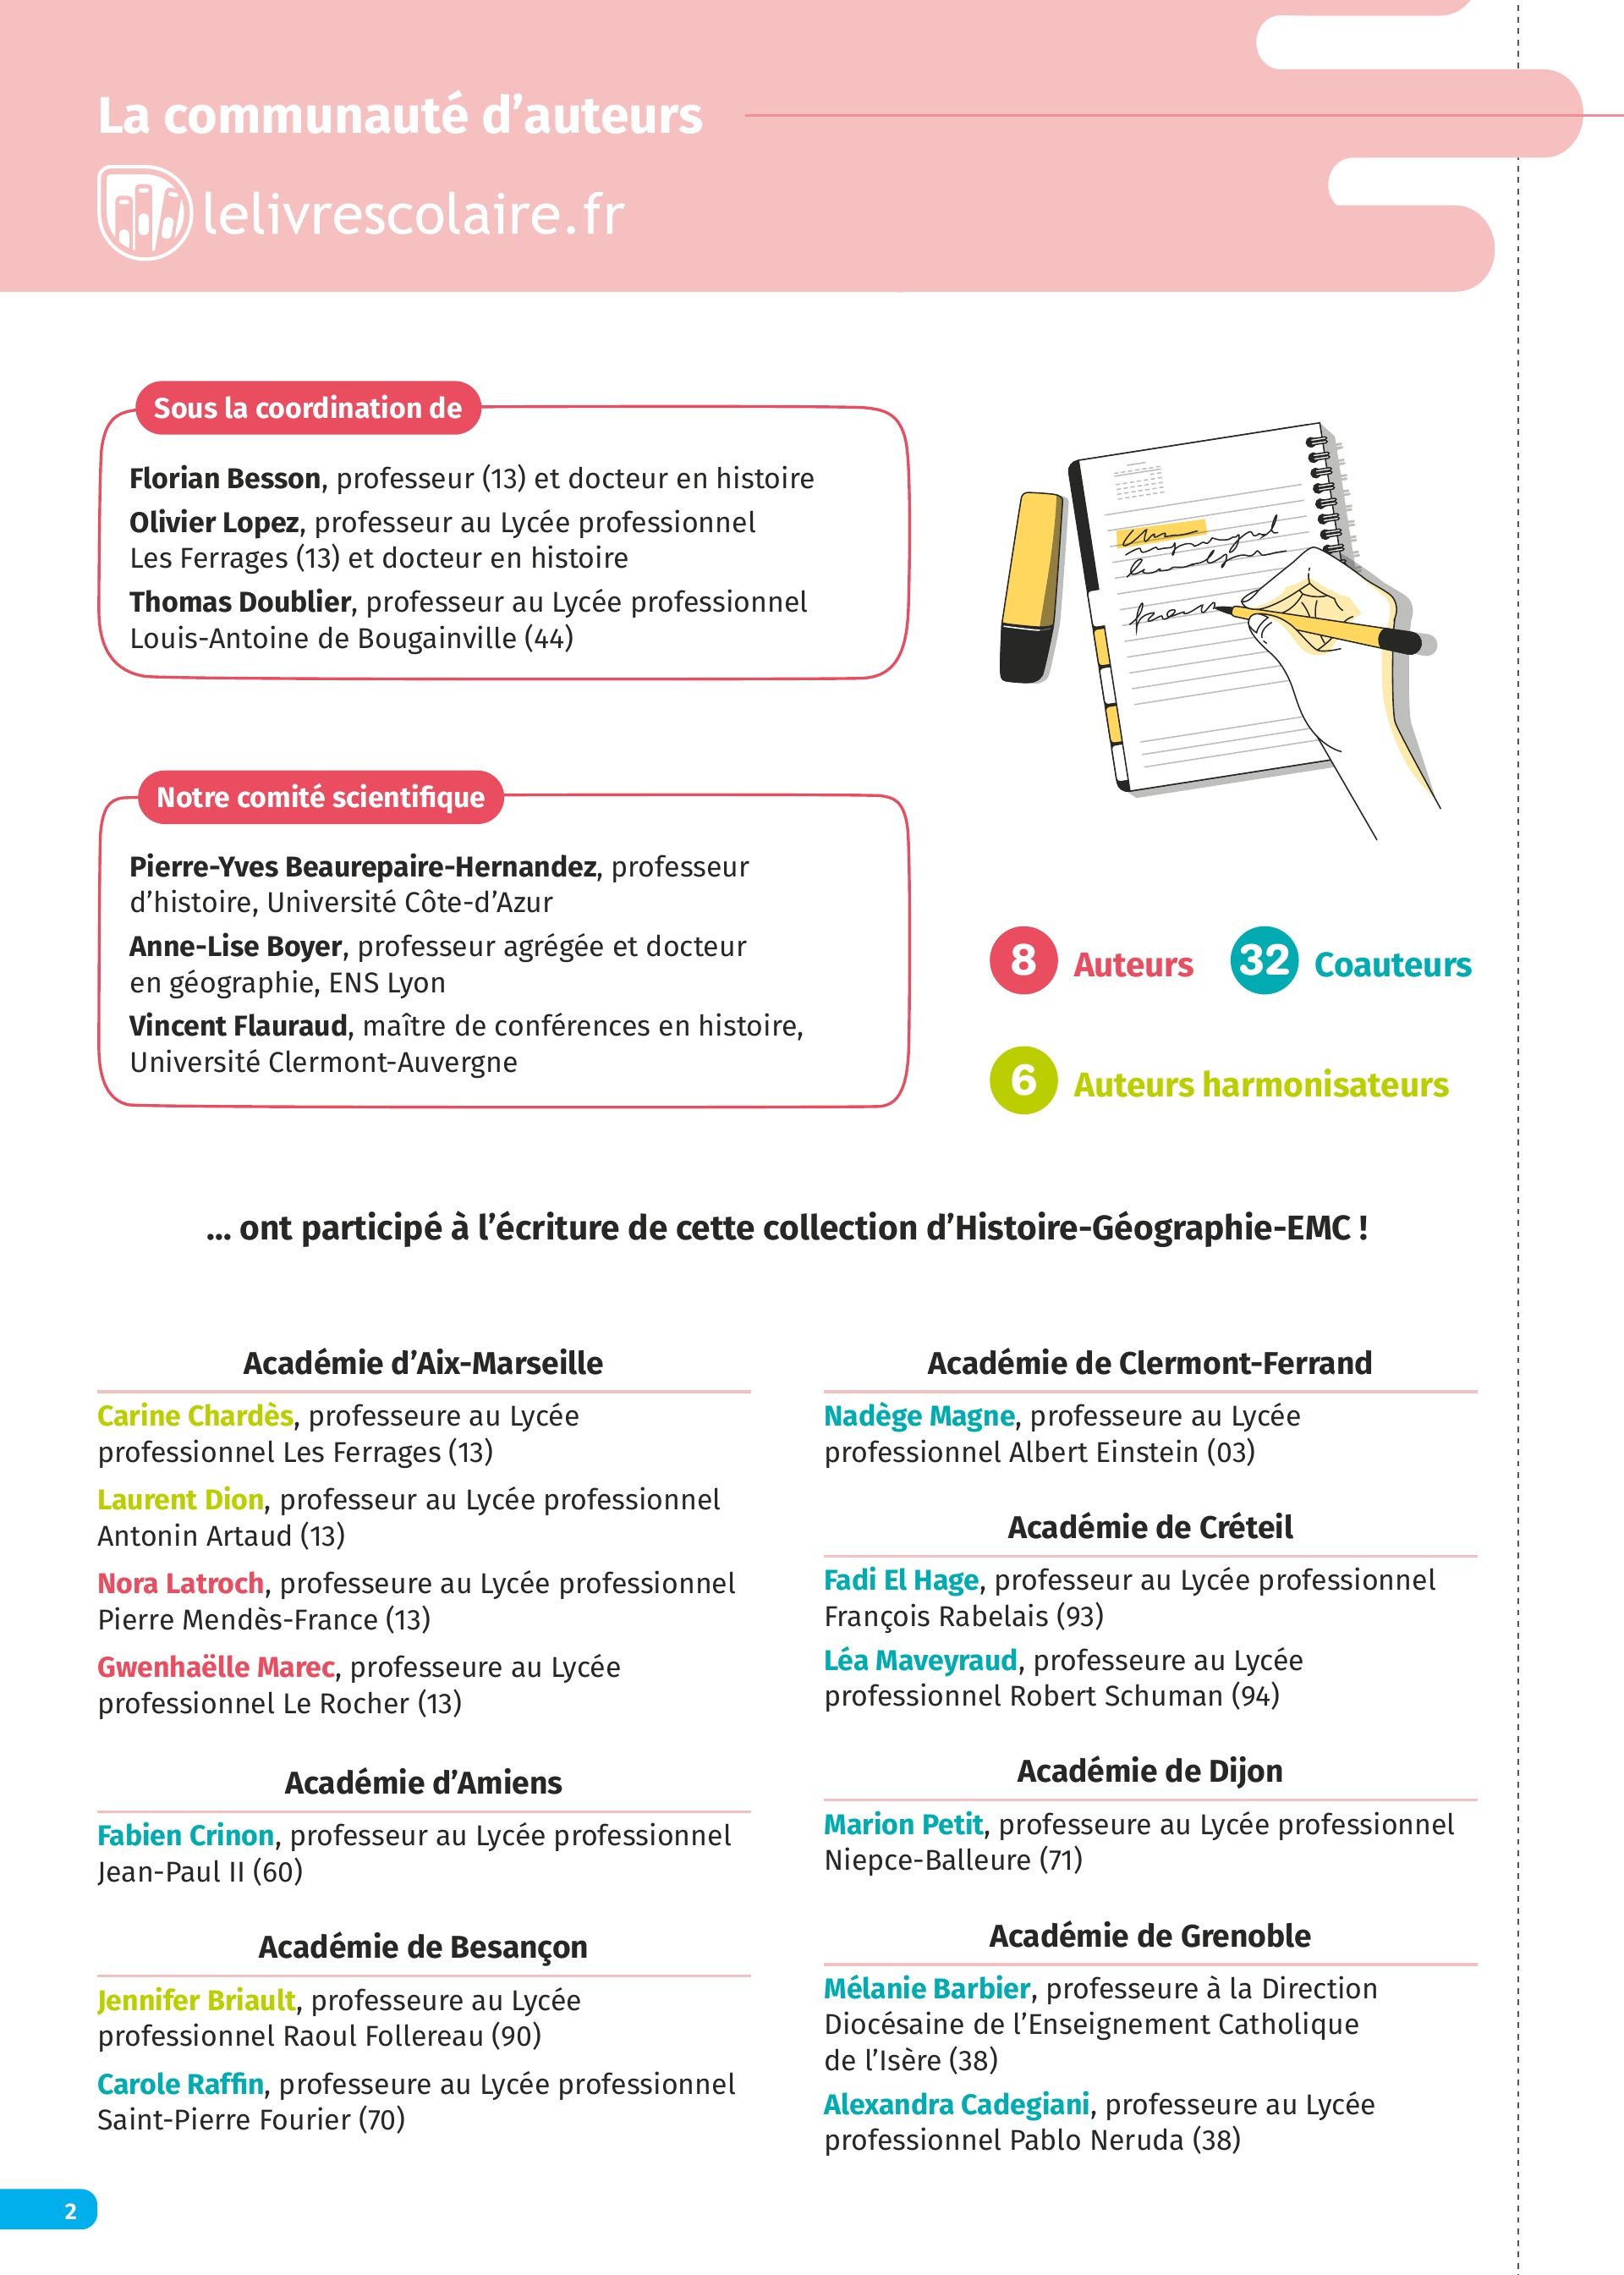 La communauté d’auteurs
lelivrescolaire.fr
Sous la coordination de
Florian Besson, professeur (13) et docteur en histoire
Olivier Lopez, professeur au Lycée professionnel
Les Ferrages (13) et docteur en histoire
Thomas Doublier, professeur au Lycée professionnel
Louis-Antoine de Bougainville (44)
Notre comité scientifique
Pierre-Yves Beaurepaire-Hernandez, professeur
d’histoire, Université Côte-d’Azur
Anne-Lise Boyer, professeur agrégée et docteur
en géographie, ENS Lyon
Vincent Flauraud, maître de conférences en histoire,
Université Clermont-Auvergne
8 Auteurs 32 Coauteurs
6 Auteurs harmonisateurs
... ont participé à l’écriture de cette collection d’Histoire-Géographie-EMC !
Académie d’Aix-Marseille
Carine Chardès, professeure au Lycée
professionnel Les Ferrages (13)
Laurent Dion, professeur au Lycée professionnel
Antonin Artaud (13)
Nora Latroch, professeure au Lycée professionnel
Pierre Mendès-France (13)
Gwenhaëlle Marec, professeure au Lycée
professionnel Le Rocher (13)
Académie d’Amiens
Fabien Crinon, professeur au Lycée professionnel
Jean-Paul II (60)
Académie de Besançon
Jennifer Briault, professeure au Lycée
professionnel Raoul Follereau (90)
Carole Raffin, professeure au Lycée professionnel
Saint-Pierre Fourier (70)
Académie de Clermont-Ferrand
Nadège Magne, professeure au Lycée
professionnel Albert Einstein (03)
Académie de Créteil
Fadi El Hage, professeur au Lycée professionnel
François Rabelais (93)
Léa Maveyraud, professeure au Lycée
professionnel Robert Schuman (94)
Académie de Dijon
Marion Petit, professeure au Lycée professionnel
Niepce-Balleure (71)
Académie de Grenoble
Mélanie Barbier, professeure à la Direction
Diocésaine de l’Enseignement Catholique
de l’Isère (38)
Alexandra Cadegiani, professeure au Lycée
professionnel Pablo Neruda (38)
2